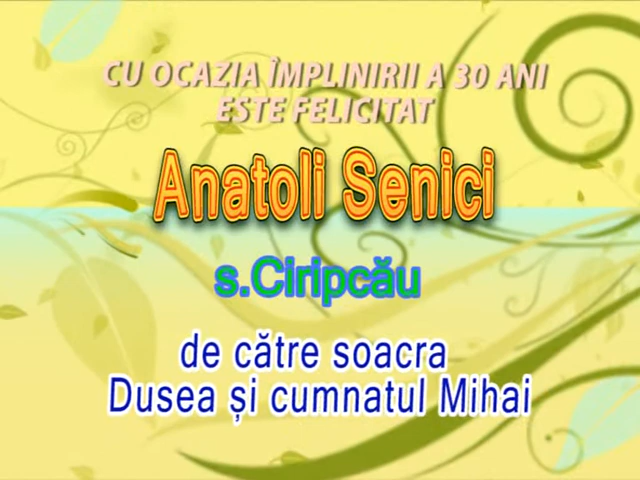 CU OCAZIA ÎMPLINIRII A 30 ANI
ESTE FELICITAT
Anatoli Senici
s.Ciripcău
de către soacra
Dusea și cumnatul Mihai